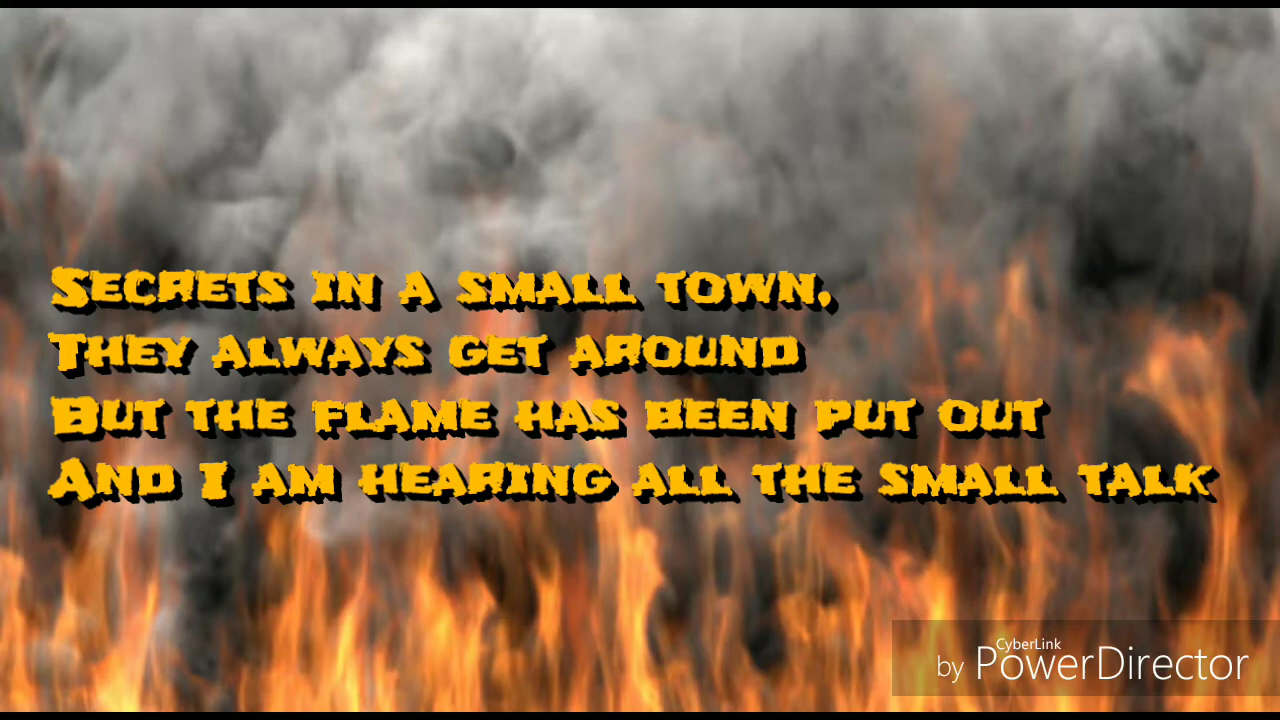 Secrets in a small town,
They always get around
But the flame has been put out
And I am hearing all the small talk
CyberLink
by PowerDirector